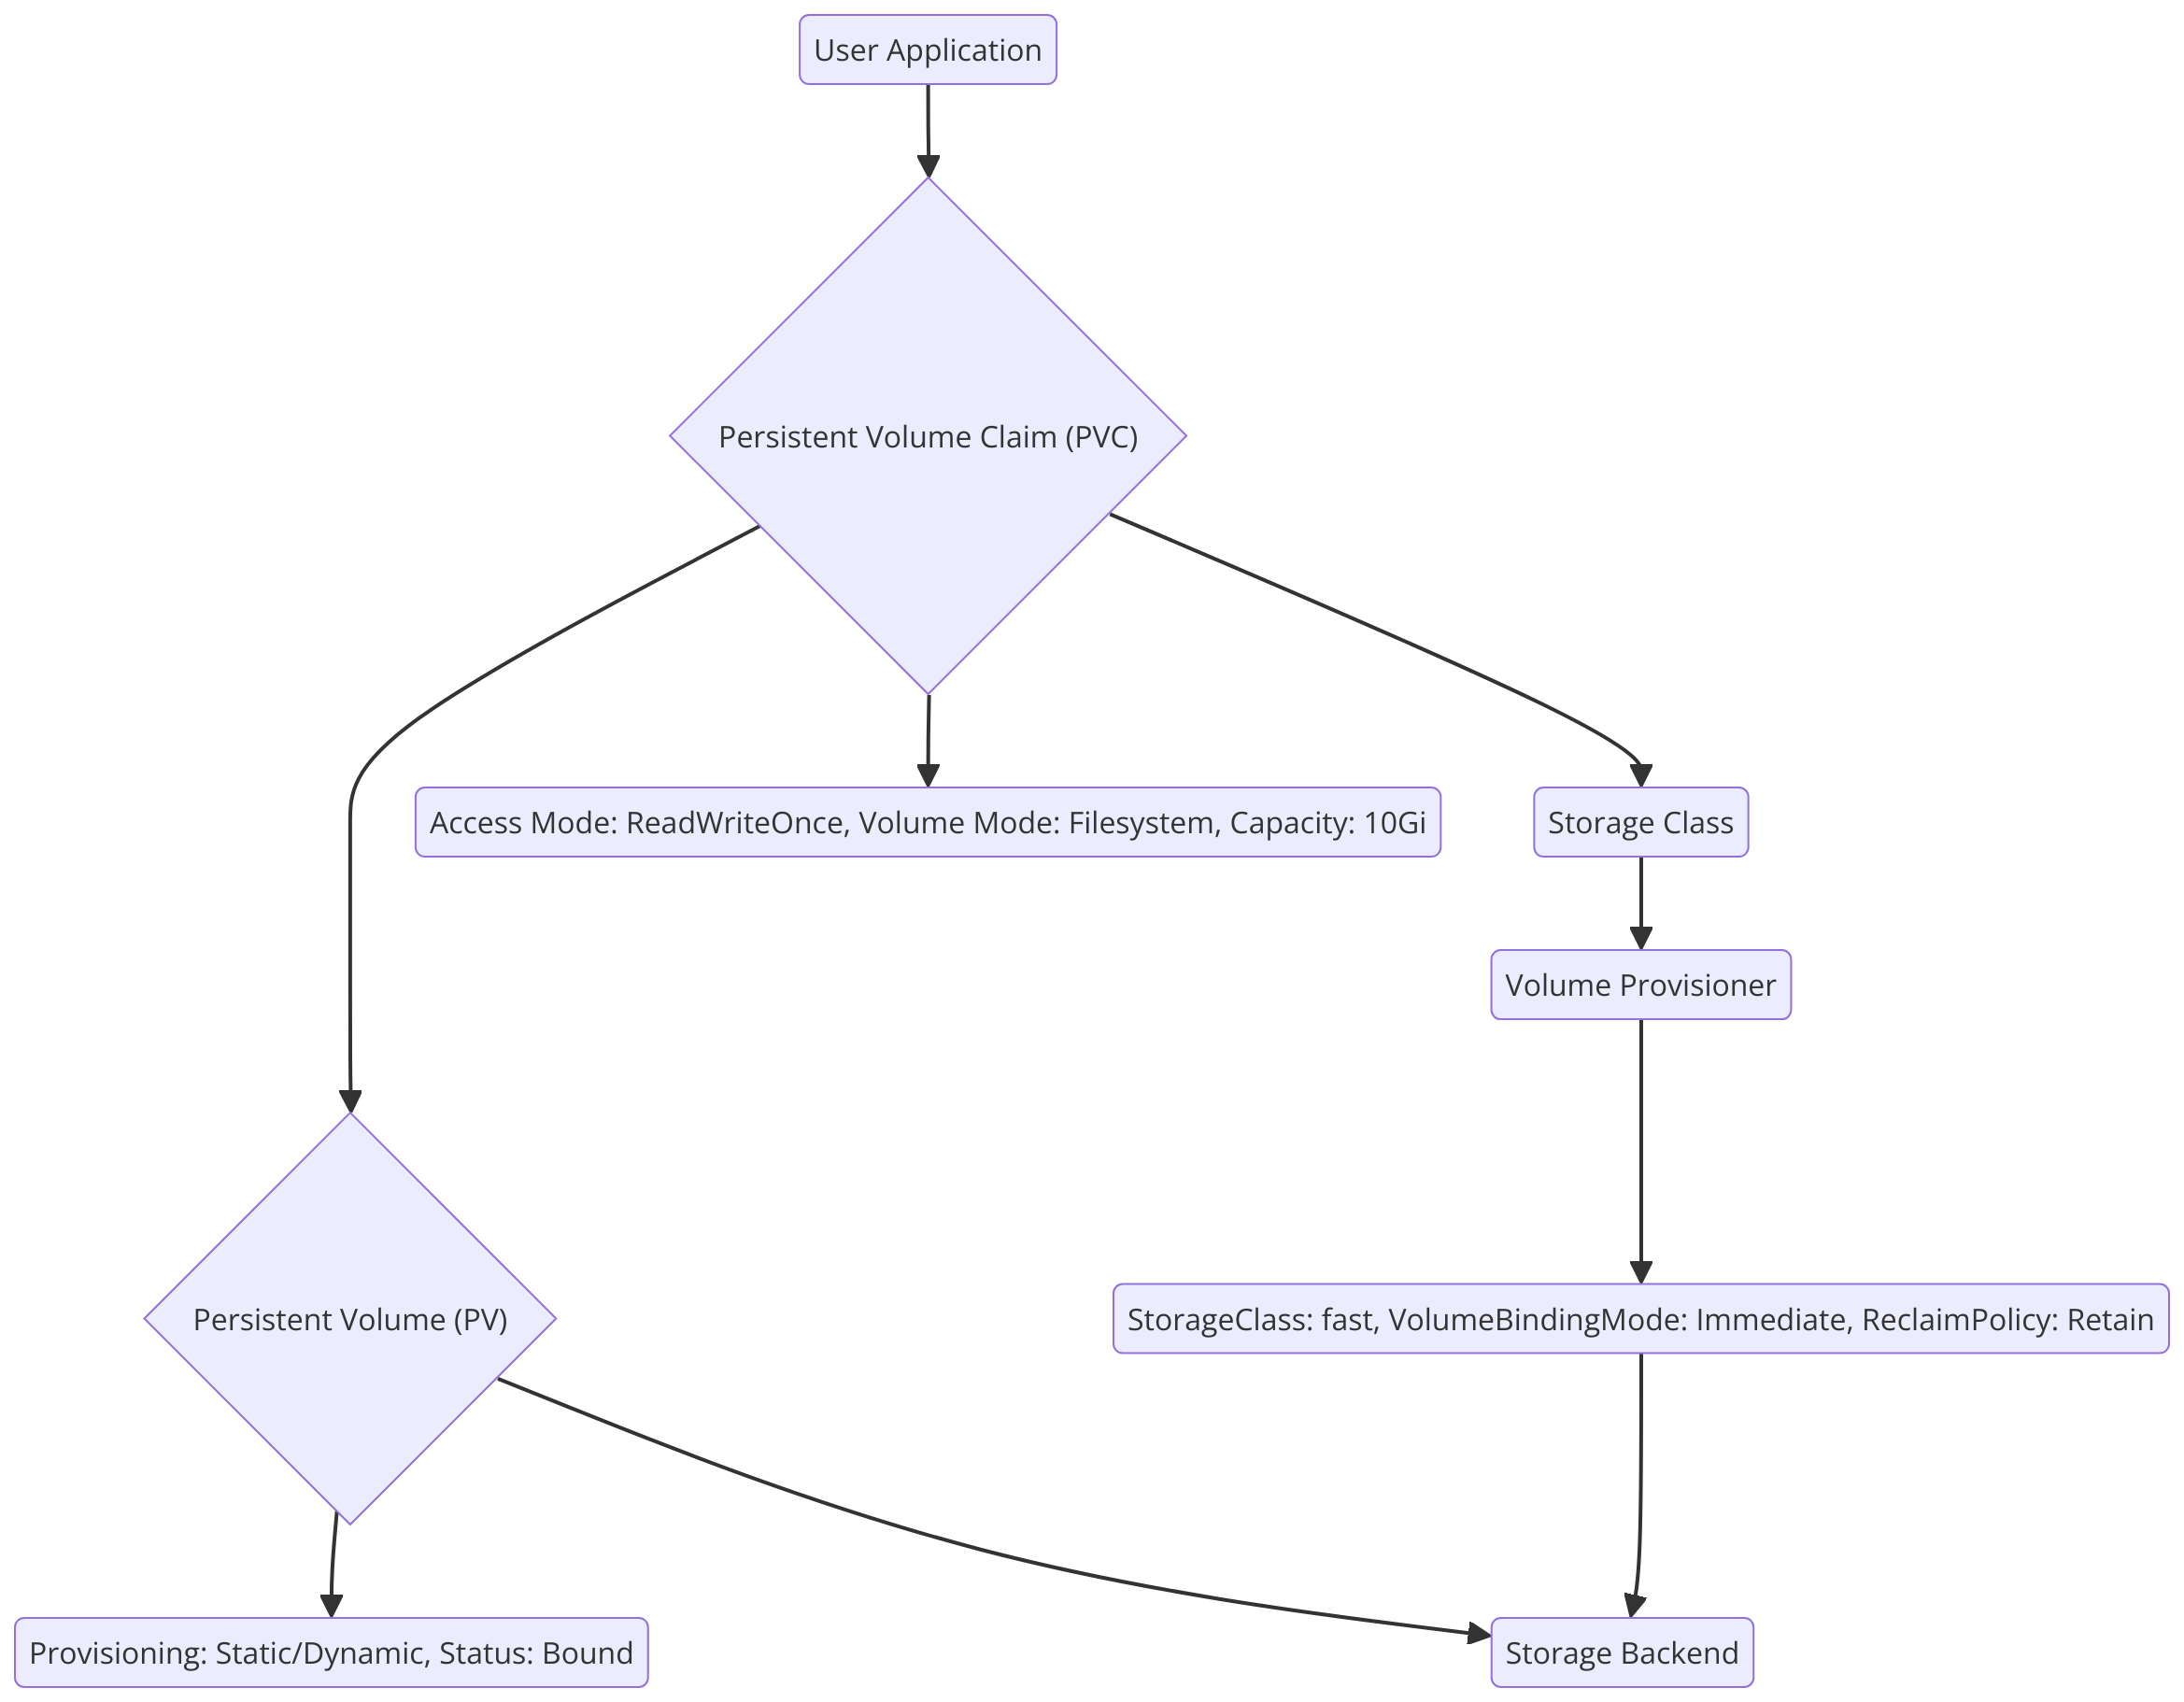 User Application
Persistent Volume Claim (PVC)
Access Mode: ReadWriteOnce, Volume Mode: Filesystem, Capacity: 10Gi
Storage Class
Volume Provisioner
Persistent Volume (PV)
StorageClass: fast, VolumeBindingMode: Immediate, ReclaimPolicy: Retain
Provisioning: Static/Dynamic, Status: Bound
Storage Backend